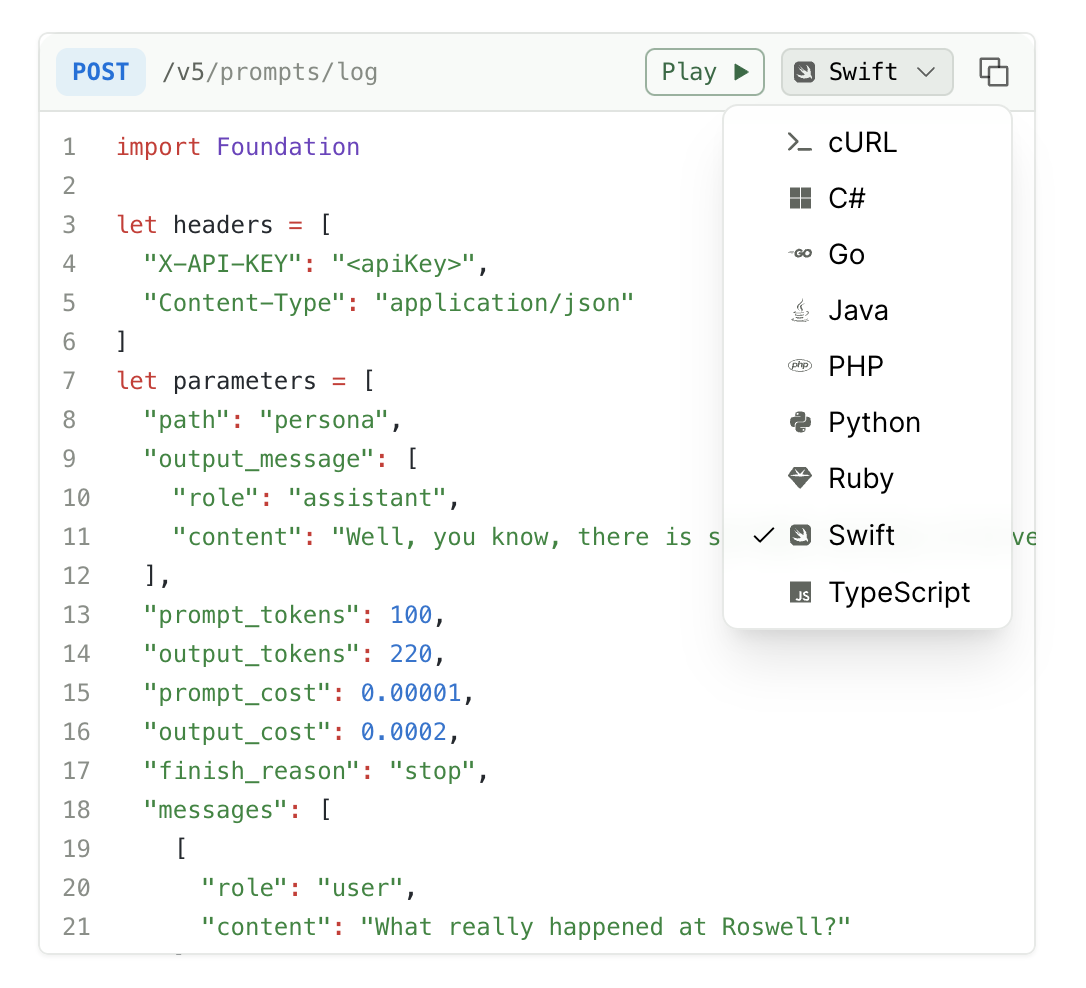 POST /v5/prompts/log Play Swift
cURL
C#
Go
Java
PHP
Python
Ruby
Swift
TypeScript
1 import Foundation
2
3 let headers = [
4 "X-API-KEY": "<apiKey>",
5 "Content-Type": "application/json"
6 ]
7 let parameters = [
8 "path": "persona",
9 "output_message": [
10 "role": "assistant",
11 "content": "Well, you know, there is
12 ],
13 "prompt_tokens": 100,
14 "output_tokens": 220,
15 "prompt_cost": 0.00001,
16 "output_cost": 0.0002,
17 "finish_reason": "stop",
18 "messages": [
19 [
20 "role": "user",
21 "content": "What really happened at Roswell?"